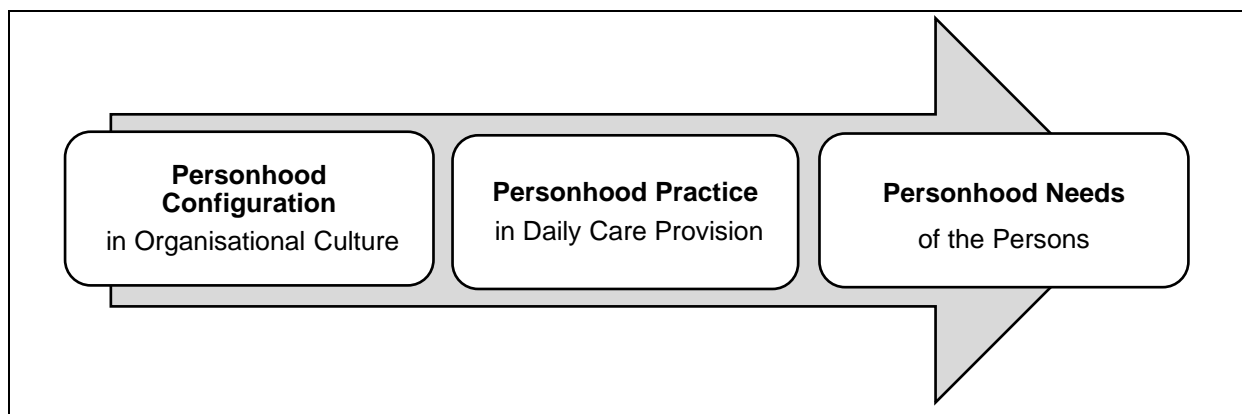 Personhood
Configuration
in Organisational Culture
Personhood Practice
in Daily Care Provision
Personhood Needs
of the Persons